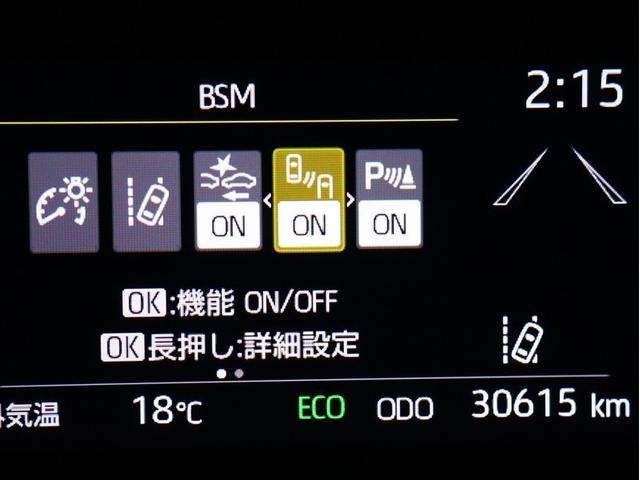 BSM
2:15
ON ON P ON
OK:機能 ON/OFF
OK長押し:詳細設定
気温 18℃ ECO ODO 30615 km